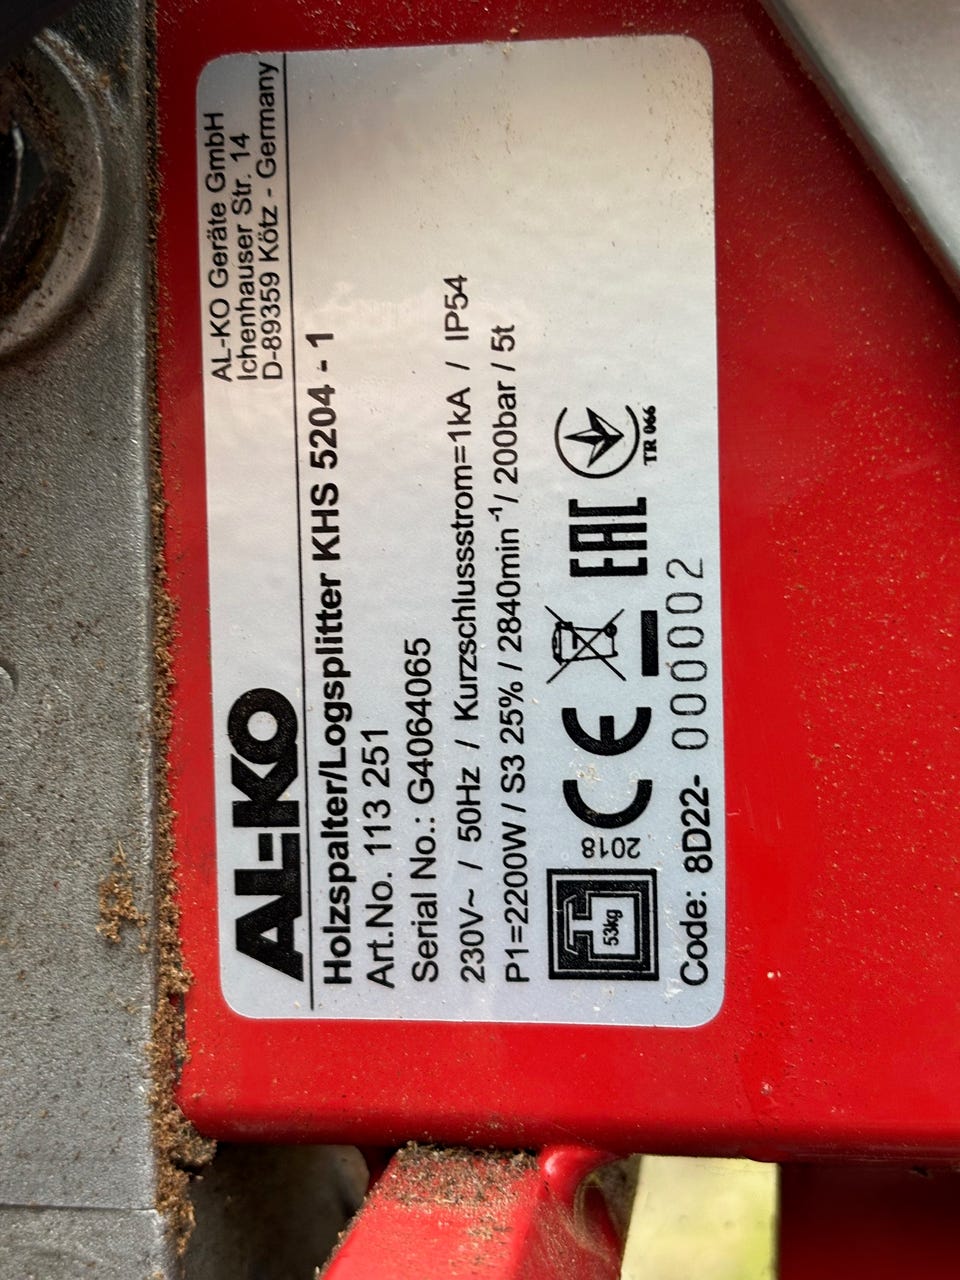 AL-KO
AL-KO Geräte GmbH
Ichenhauser Str. 14
D-89359 Kötz - Germany
Holzspalter/Logsplitter KHS 5204 - 1
Art.No. 113 251
Serial No.: G4064065
230V~ / 50Hz / Kurzschlussstrom=1kA / IP54
P1=2200W / S3 25% / 2840min⁻¹/ 200bar / 5t
53kg
2018
CE
EAC
TR 066
Code: 8D22- 000002